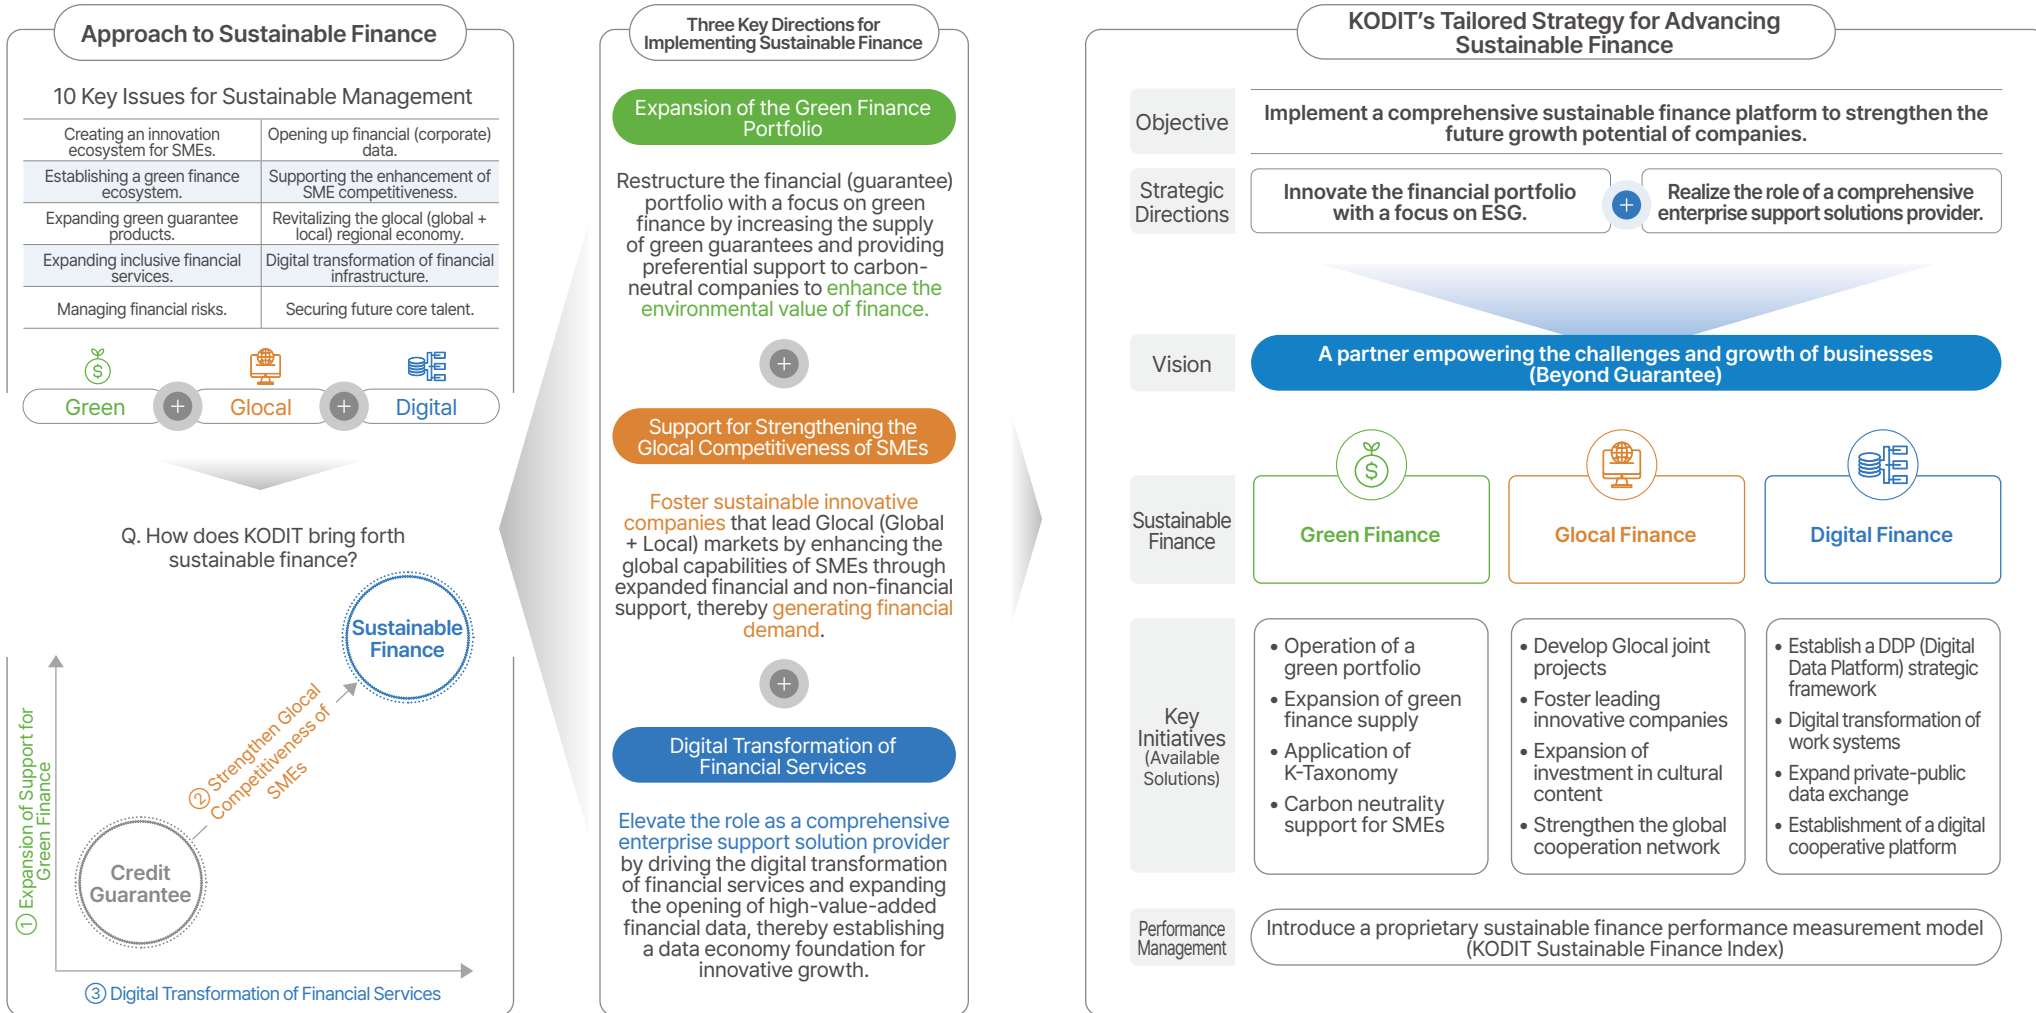 Approach to Sustainable Finance
10 Key Issues for Sustainable Management
Creating an innovation
ecosystem for SMEs.
Opening up financial (corporate)
data.
Establishing a green finance
ecosystem.
Supporting the enhancement of
SME competitiveness.
Expanding green guarantee
products.
Revitalizing the glocal (global +
local) regional economy.
Expanding inclusive financial
services.
Digital transformation of financial
infrastructure.
Managing financial risks.
Securing future core talent.
Green
+
Glocal
+
Digital
Q. How does KODIT bring forth
sustainable finance?
Sustainable
Finance
② Strengthen Glocal
Competitiveness of
SMEs
Credit
Guarantee
① Expansion of Support for
Green Finance
③ Digital Transformation of Financial Services
Three Key Directions for
Implementing Sustainable Finance
Expansion of the Green Finance
Portfolio
Restructure the financial (guarantee)
portfolio with a focus on green
finance by increasing the supply
of green guarantees and providing
preferential support to carbon-
neutral companies to enhance the
environmental value of finance.
+
Support for Strengthening the
Glocal Competitiveness of SMEs
Foster sustainable innovative
companies that lead Glocal (Global
+ Local) markets by enhancing the
global capabilities of SMEs through
expanded financial and non-financial
support, thereby generating financial
demand.
+
Digital Transformation of
Financial Services
Elevate the role as a comprehensive
enterprise support solution provider
by driving the digital transformation
of financial services and expanding
the opening of high-value-added
financial data, thereby establishing
a data economy foundation for
innovative growth.
KODIT's Tailored Strategy for Advancing
Sustainable Finance
Objective
Implement a comprehensive sustainable finance platform to strengthen the
future growth potential of companies.
Strategic
Directions
Innovate the financial portfolio
with a focus on ESG.
+
Realize the role of a comprehensive
enterprise support solutions provider.
Vision
A partner empowering the challenges and growth of businesses
(Beyond Guarantee)
Sustainable
Finance
Green Finance
Glocal Finance
Digital Finance
Key
Initiatives
(Available
Solutions)
• Operation of a
green portfolio
• Expansion of green
finance supply
• Application of
K-Taxonomy
• Carbon neutrality
support for SMEs
• Develop Glocal joint
projects
• Foster leading
innovative companies
• Expansion of
investment in cultural
content
• Strengthen the global
cooperation network
• Establish a DDP (Digital
Data Platform) strategic
framework
• Digital transformation of
work systems
• Expand private-public
data exchange
• Establishment of a digital
cooperative platform
Performance
Management
Introduce a proprietary sustainable finance performance measurement model
(KODIT Sustainable Finance Index)